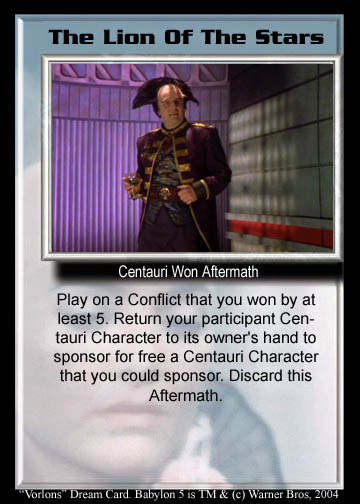 The Lion Of The Stars
Centauri Won Aftermath
Play on a Conflict that you won by at
least 5. Return your participant Cen-
tauri Character to its owner's hand to
sponsor for free a Centauri Character
that you could sponsor. Discard this
Aftermath.
“Vorlons” Dream Card. Babylon 5 is TM & (c) Warner Bros, 2004